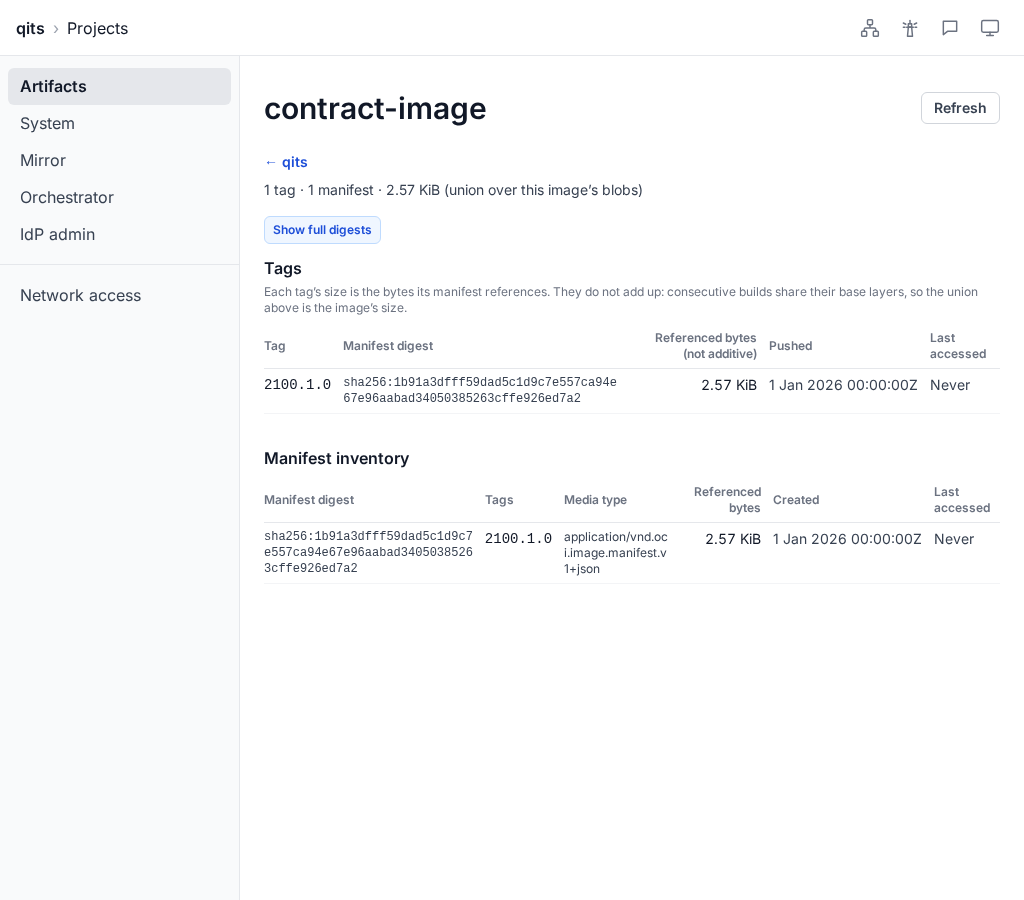 qits › Projects
Artifacts
System
Mirror
Orchestrator
IdP admin
Network access
contract-image
Refresh
← qits
1 tag · 1 manifest · 2.57 KiB (union over this image’s blobs)
Show full digests
Tags
Each tag’s size is the bytes its manifest references. They do not add up: consecutive builds share their base layers, so the union
above is the image’s size.
Tag Manifest digest Referenced bytes (not additive) Pushed Last accessed
2100.1.0 sha256:1b91a3dfff59dad5c1d9c7e557ca94e 2.57 KiB 1 Jan 2026 00:00:00Z Never
67e96aabad34050385263cffe926ed7a2
Manifest inventory
Manifest digest Tags Media type Referenced bytes Created Last accessed
sha256:1b91a3dfff59dad5c1d9c7 2100.1.0 application/vnd.oc 2.57 KiB 1 Jan 2026 00:00:00Z Never
e557ca94e67e96aabad3405038526 i.image.manifest.v
3cffe926ed7a2 1+json